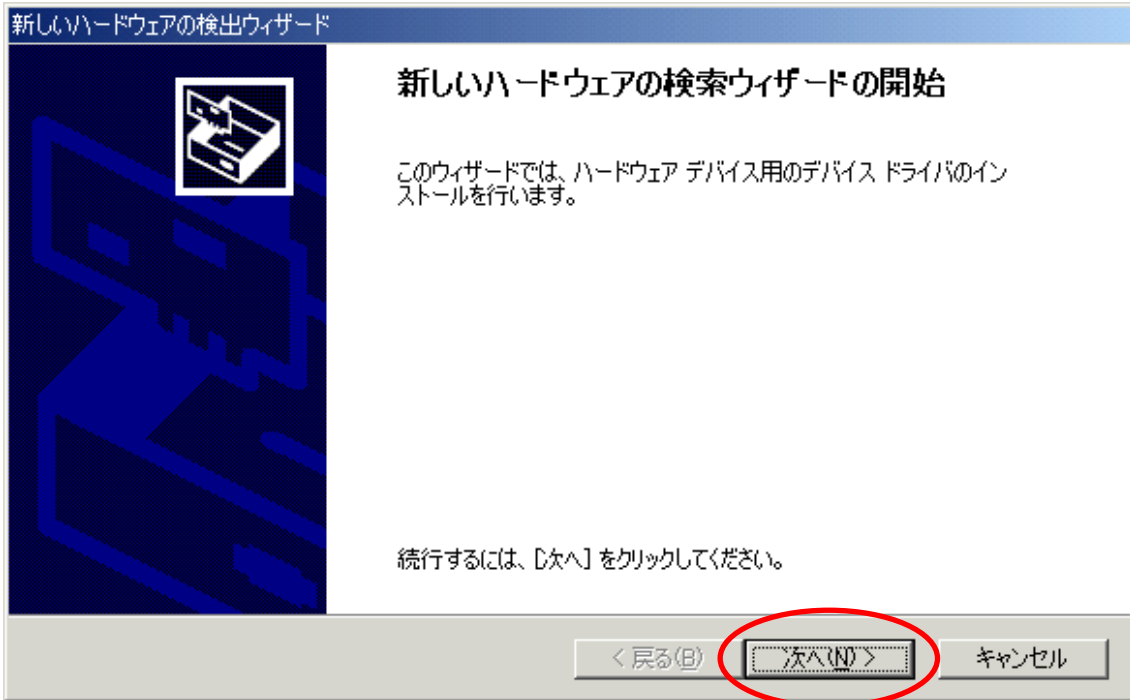 新しいハードウェアの検出ウィザード
新しいハードウェアの検索ウィザードの開始
このウィザードでは、ハードウェア デバイス用のデバイス ドライバのイン
ストールを行います。
続行するには、[次へ] をクリックしてください。
< 戻る(B)
次へ(N) >
キャンセル